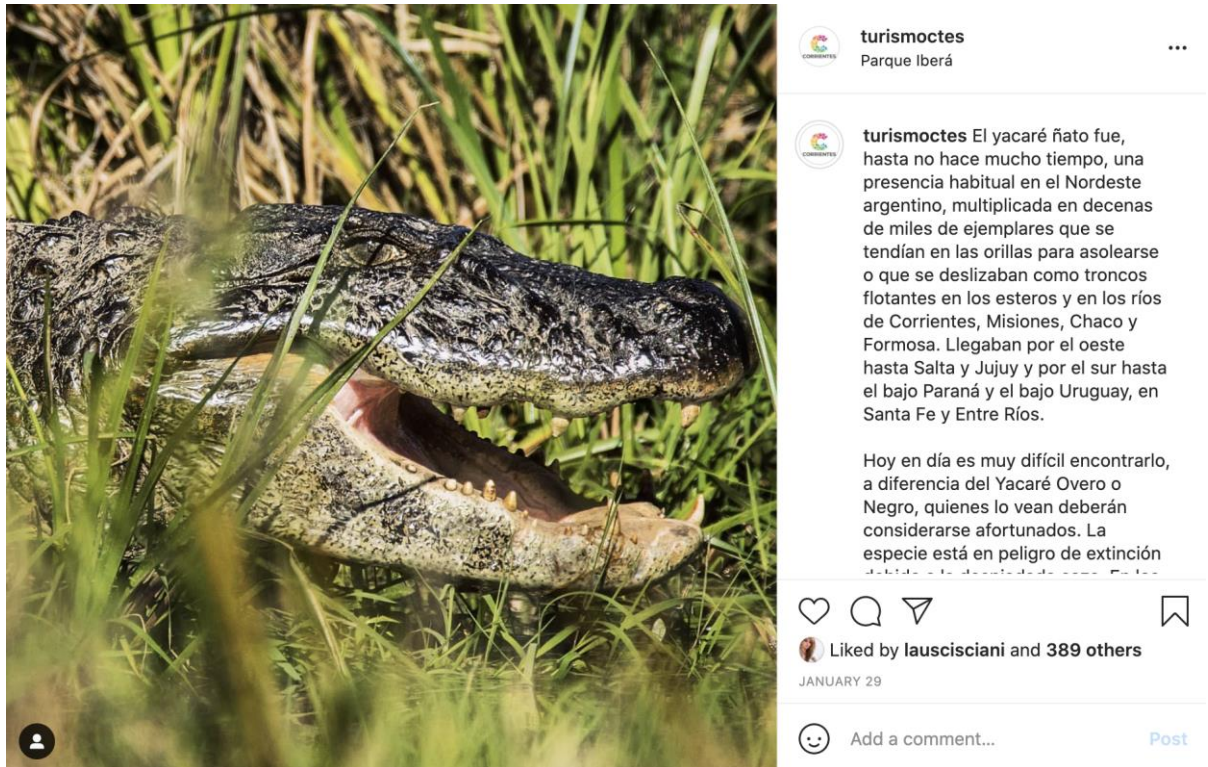 turismoctes
Parque Iberá
CORRIENTES
turismoctes El yacaré ñato fue,
hasta no hace mucho tiempo, una
presencia habitual en el Nordeste
argentino, multiplicada en decenas
de miles de ejemplares que se
tendían en las orillas para asolearse
o que se deslizaban como troncos
flotantes en los esteros y en los ríos
de Corrientes, Misiones, Chaco y
Formosa. Llegaban por el oeste
hasta Salta y Jujuy y por el sur hasta
el bajo Paraná y el bajo Uruguay, en
Santa Fe y Entre Ríos.
CORRIENTES
Hoy en día es muy difícil encontrarlo,
a diferencia del Yacaré Overo o
Negro, quienes lo vean deberán
considerarse afortunados. La
especie está en peligro de extinción
Liked by lauscisciani and 389 others
JANUARY 29
Add a comment...
Post